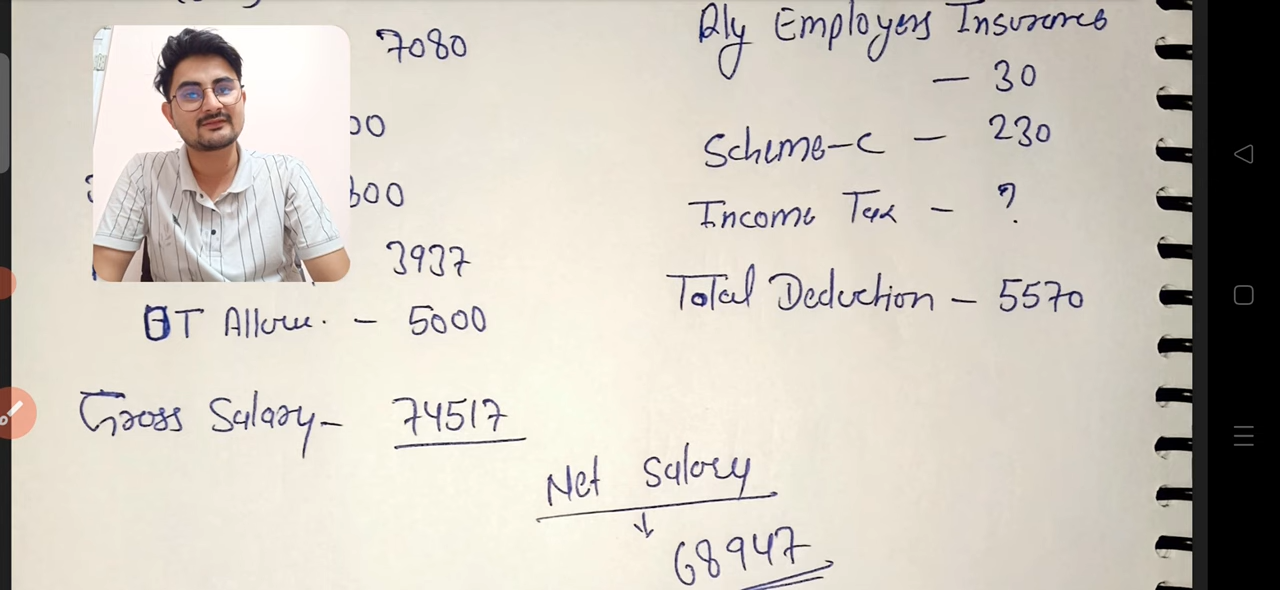 7080
00
600
3937
OT Allow. - 5000
Gross Salary - 74517
Rly Employees Insurance
- 30
Scheme-C - 230
Income Tax - ?
Total Deduction - 5570
Net Salary
↓
68947